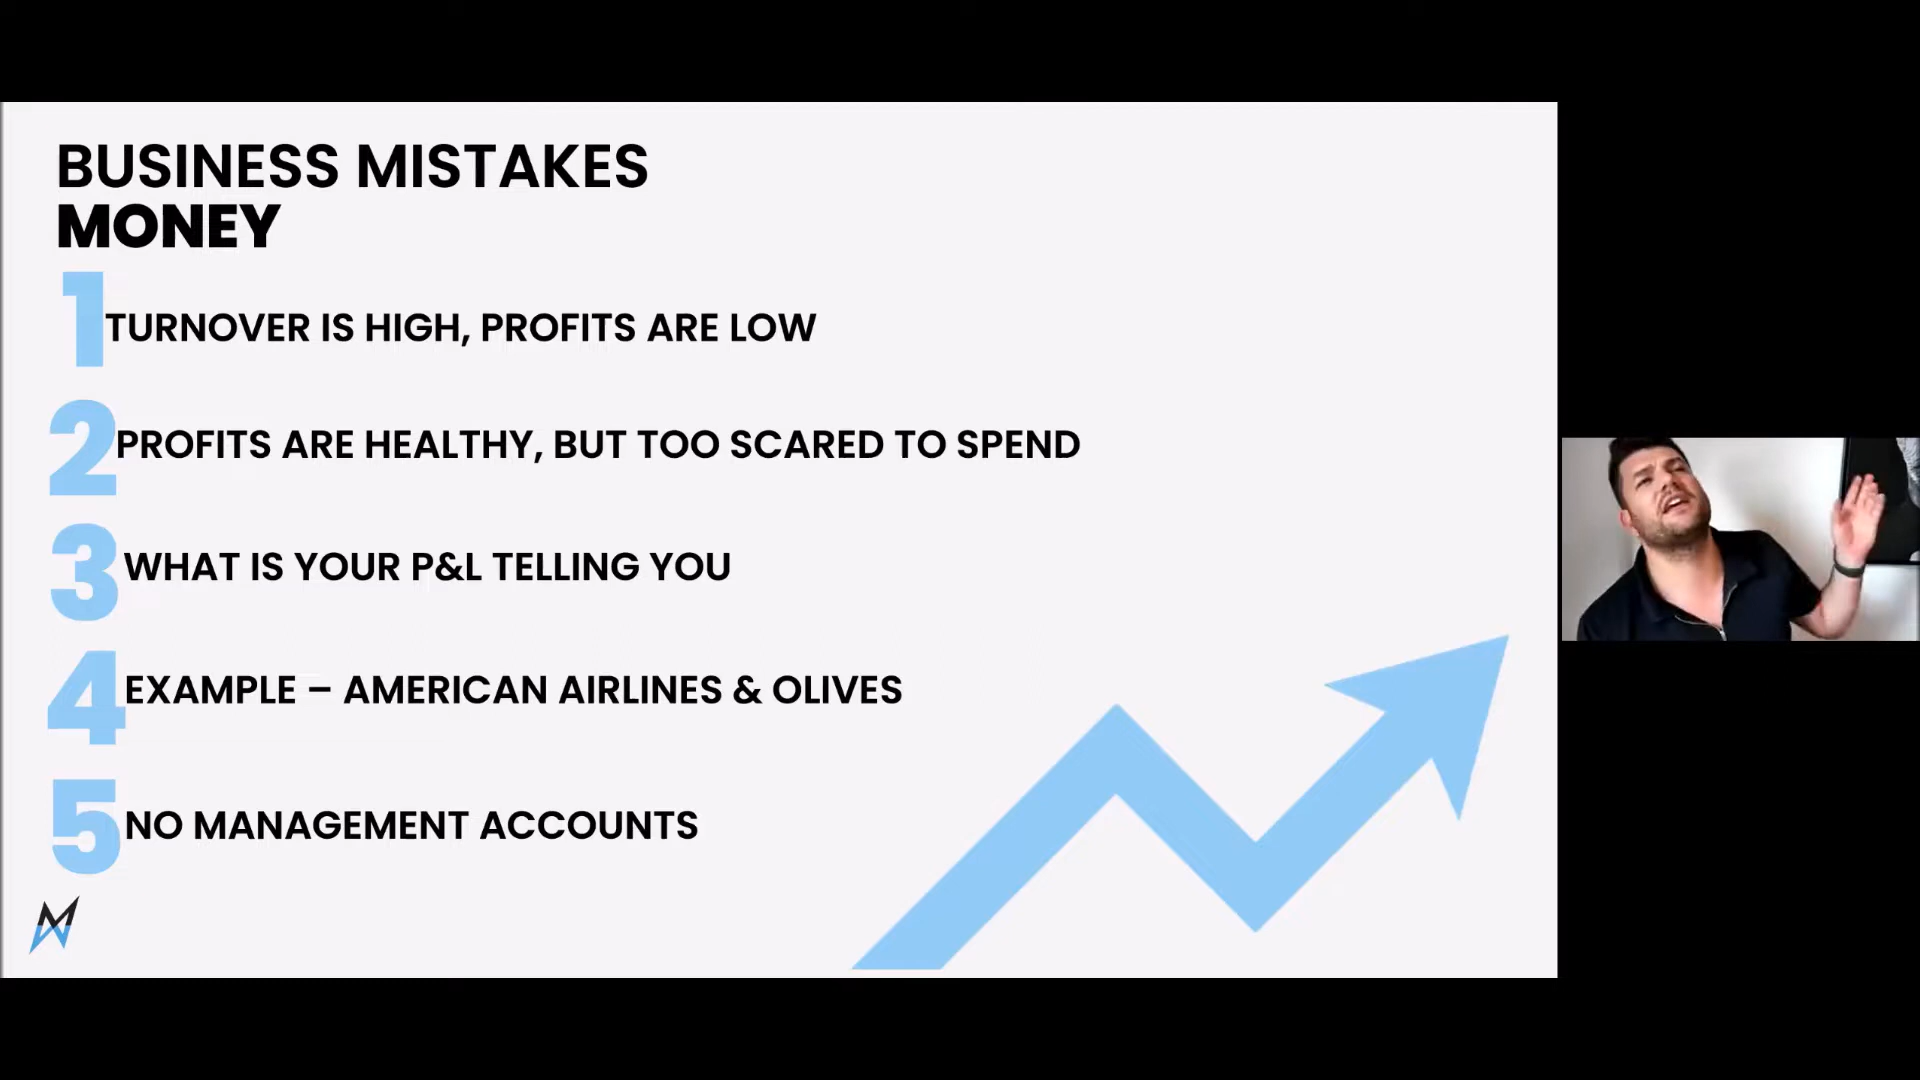 BUSINESS MISTAKES
MONEY
1 TURNOVER IS HIGH, PROFITS ARE LOW
2 PROFITS ARE HEALTHY, BUT TOO SCARED TO SPEND
3 WHAT IS YOUR P&L TELLING YOU
4 EXAMPLE – AMERICAN AIRLINES & OLIVES
5 NO MANAGEMENT ACCOUNTS